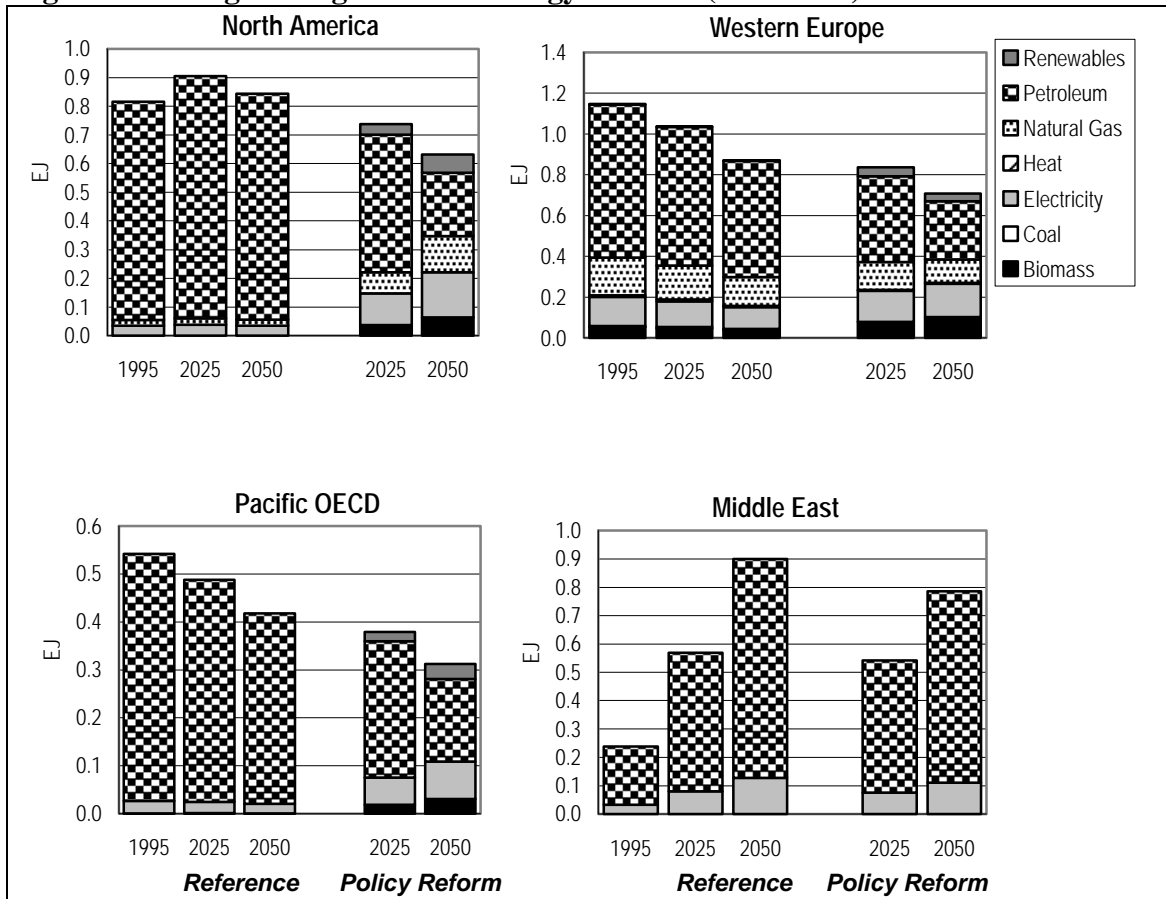 North America
1.0
0.9
0.8
0.7
0.6
0.5
0.4
0.3
0.2
0.1
0.0
EJ
1995 2025 2050 2025 2050
Western Europe
1.4
1.2
1.0
0.8
0.6
0.4
0.2
0.0
EJ
1995 2025 2050 2025 2050
Renewables
Petroleum
Natural Gas
Heat
Electricity
Coal
Biomass
Pacific OECD
0.6
0.5
0.4
0.3
0.2
0.1
0.0
EJ
1995 2025 2050 2025 2050
Reference Policy Reform
Middle East
1.0
0.9
0.8
0.7
0.6
0.5
0.4
0.3
0.2
0.1
0.0
EJ
1995 2025 2050 2025 2050
Reference Policy Reform